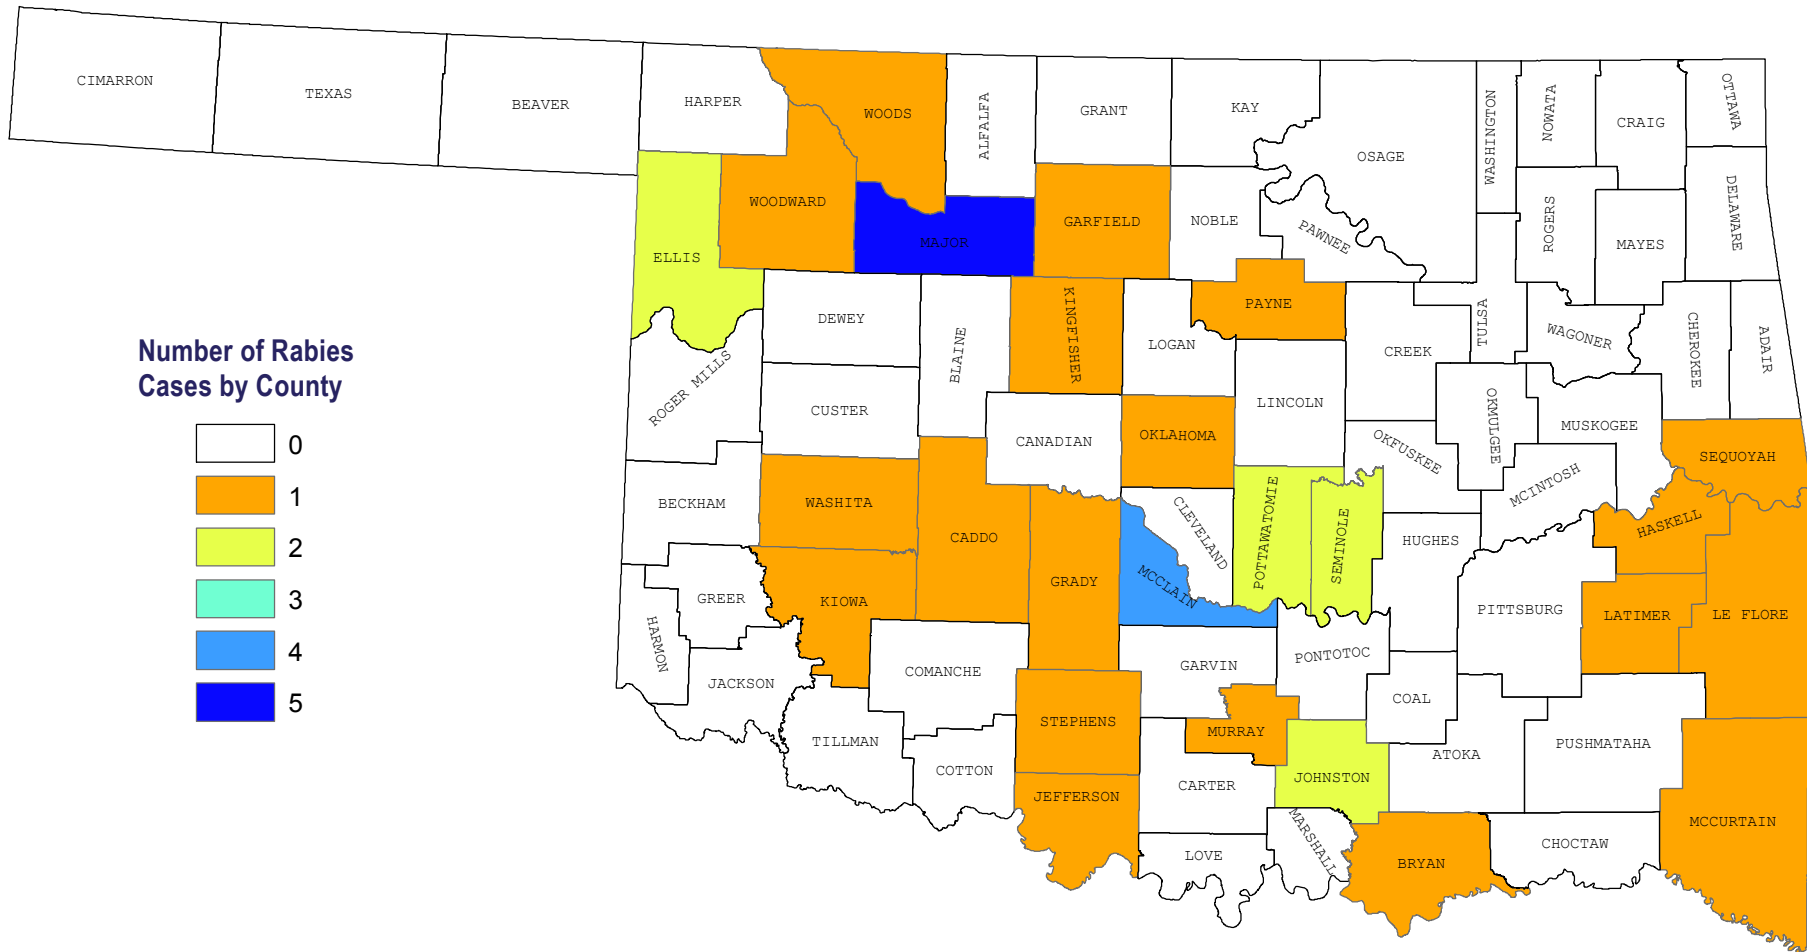 CIMARRON
TEXAS
BEAVER
HARPER
WOODS
ALFALFA
GRANT
KAY
OSAGE
WASHINGTON
NOWATA
CRAIG
OTTAWA
WOODWARD
MAJOR
GARFIELD
NOBLE
PAWNEE
ROGERS
MAYES
DELAWARE
ELLIS
DEWEY
BLAINE
KINGFISHER
LOGAN
PAYNE
CREEK
TULSA
WAGONER
CHEROKEE
ADAIR
Number of Rabies
Cases by County
0
1
2
3
4
5
ROGER MILLS
CUSTER
CANADIAN
OKLAHOMA
LINCOLN
OKFUSKEE
OKMULGEE
MUSKOGEE
MCINTOSH
SEQUOYAH
BECKHAM
WASHITA
CADDO
GRADY
CLEVELAND
MCCLAIN
POTTAWATOMIE
SEMINOLE
HUGHES
HASKELL
HARMON
GREER
KIOWA
PITTSBURG
LATIMER
LE FLORE
JACKSON
COMANCHE
GARVIN
PONTOTOC
COAL
TILLMAN
COTTON
STEPHENS
MURRAY
JOHNSTON
ATOKA
PUSHMATAHA
JEFFERSON
CARTER
LOVE
MARSHALL
BRYAN
CHOCTAW
MCCURTAIN